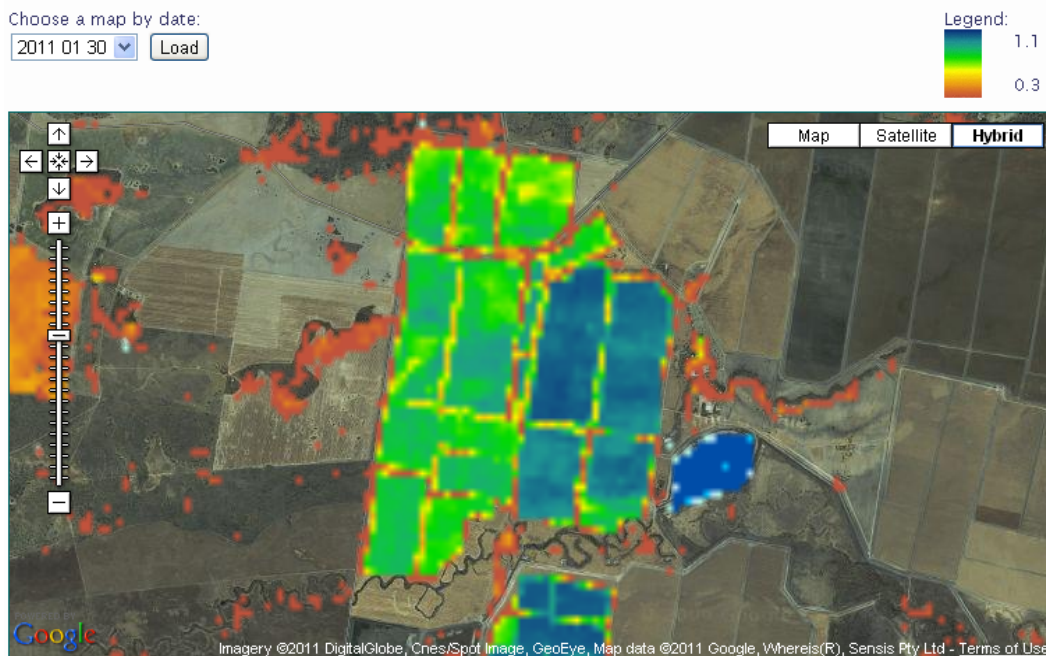 Choose a map by date:
2011 01 30
Load
Legend:
1.1
0.3
Map
Satellite
Hybrid
Google
Imagery ©2011 DigitalGlobe, Cnes/Spot Image, GeoEye, Map data ©2011 Google, Whereis(R), Sensis Pty Ltd - Terms of Use